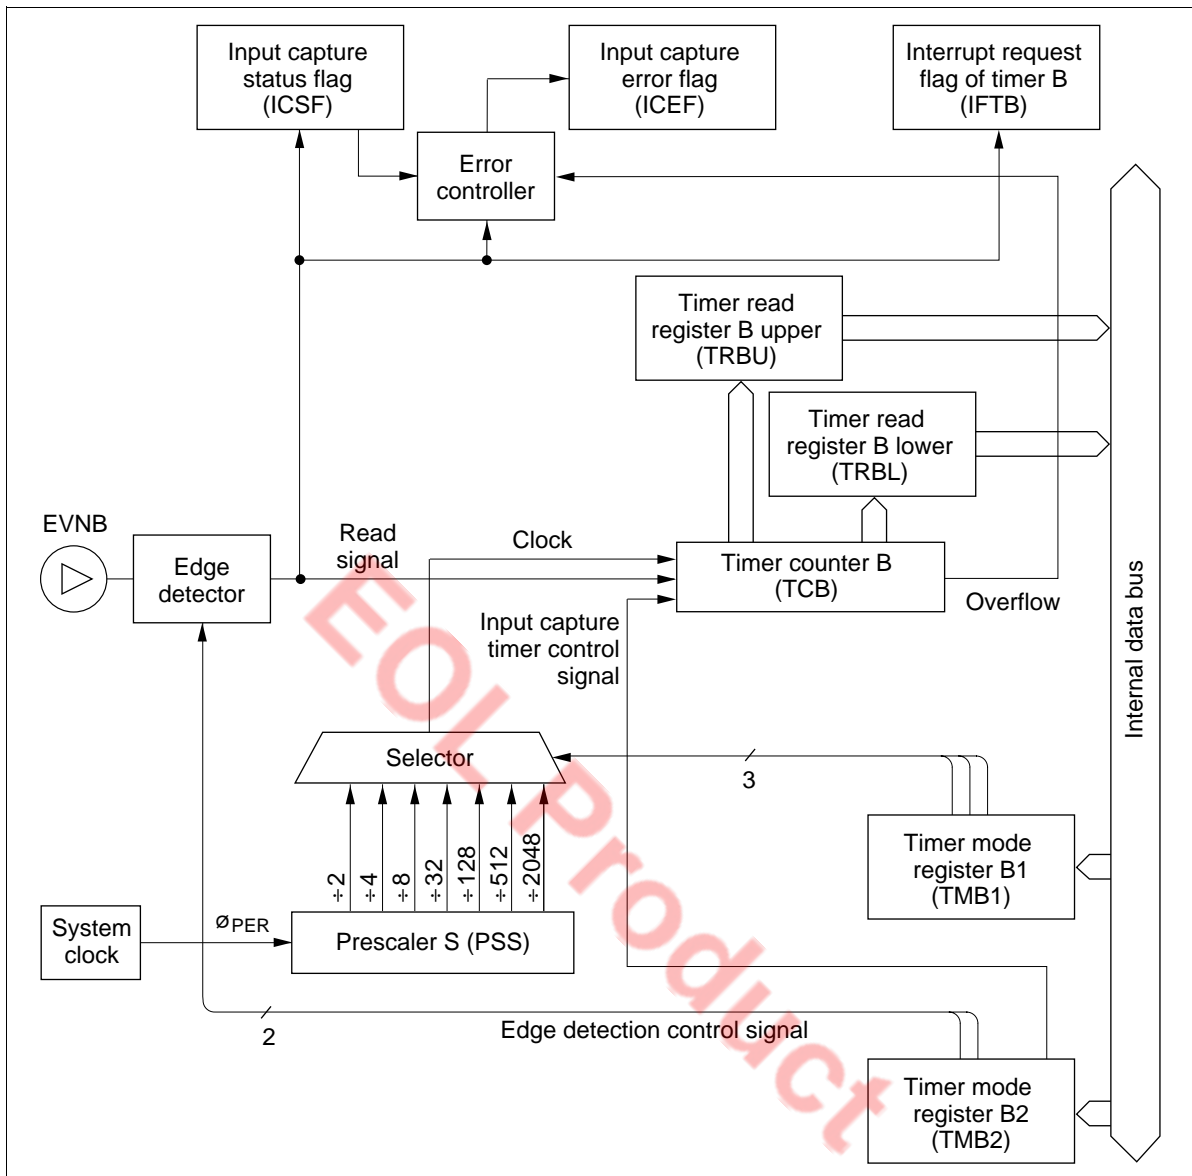 Input capture
status flag
(ICSF)
Input capture
error flag
(ICEF)
Interrupt request
flag of timer B
(IFTB)
Error
controller
Timer read
register B upper
(TRBU)
Timer read
register B lower
(TRBL)
EVNB
Edge
detector
Read
signal
Clock
Timer counter B
(TCB)
Overflow
Input capture
timer control
signal
Internal data bus
Selector
3
÷2
÷4
÷8
÷32
÷128
÷512
÷2048
Timer mode
register B1
(TMB1)
System
clock
øPER
Prescaler S (PSS)
2
Edge detection control signal
Timer mode
register B2
(TMB2)
EOL Product